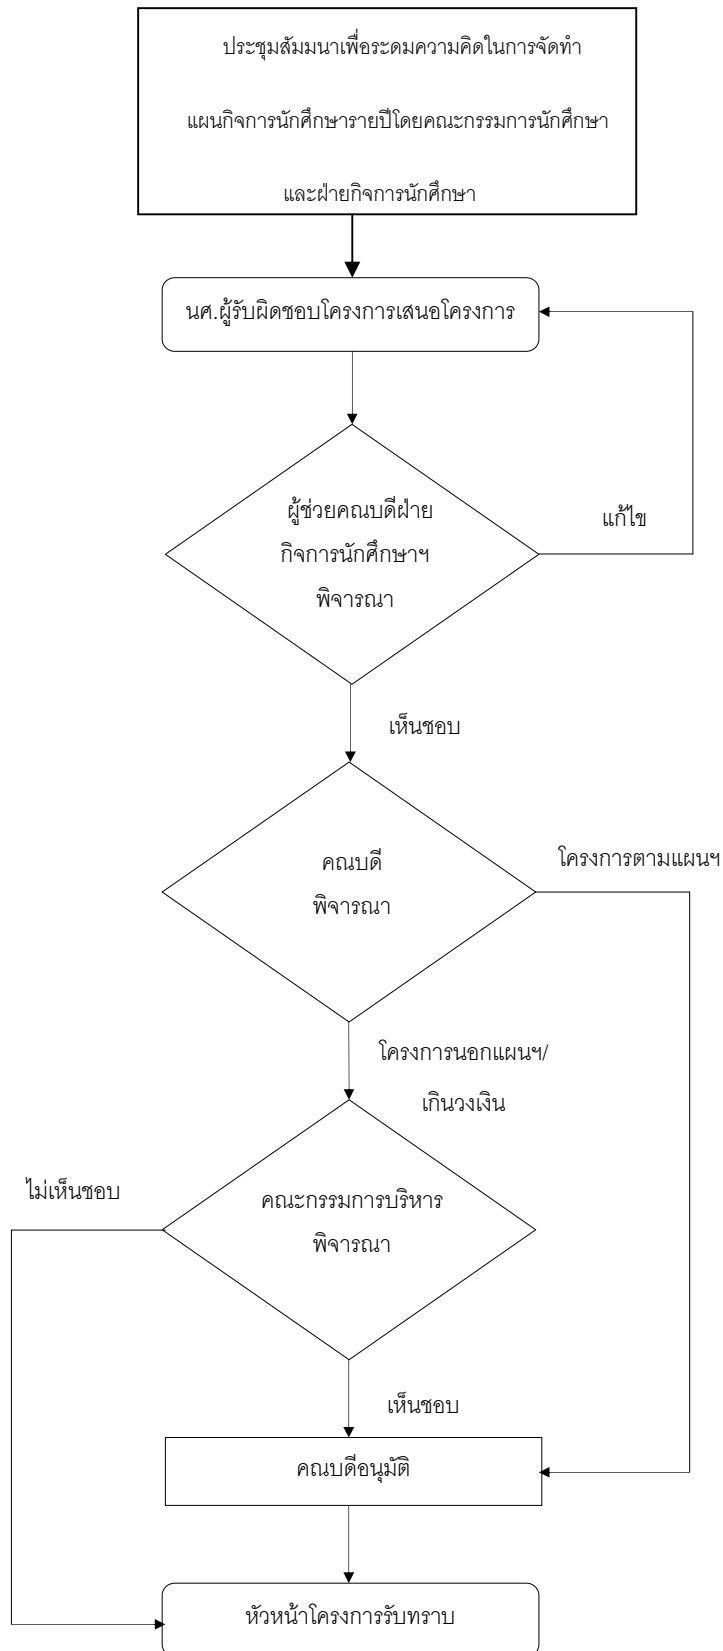 ประชุมสัมมนาเพื่อระดมความคิดในการจัดทำ
แผนกิจการนักศึกษารายปีโดยคณะกรรมการนักศึกษา
และฝ่ายกิจการนักศึกษา
นศ.ผู้รับผิดชอบโครงการเสนอโครงการ
ผู้ช่วยคณบดีฝ่าย
กิจการนักศึกษาฯ
พิจารณา
แก้ไข
เห็นชอบ
คณบดี
พิจารณา
โครงการตามแผนฯ
โครงการนอกแผนฯ/
เกินวงเงิน
ไม่เห็นชอบ
คณะกรรมการบริหาร
พิจารณา
เห็นชอบ
คณบดีอนุมัติ
หัวหน้าโครงการรับทราบ